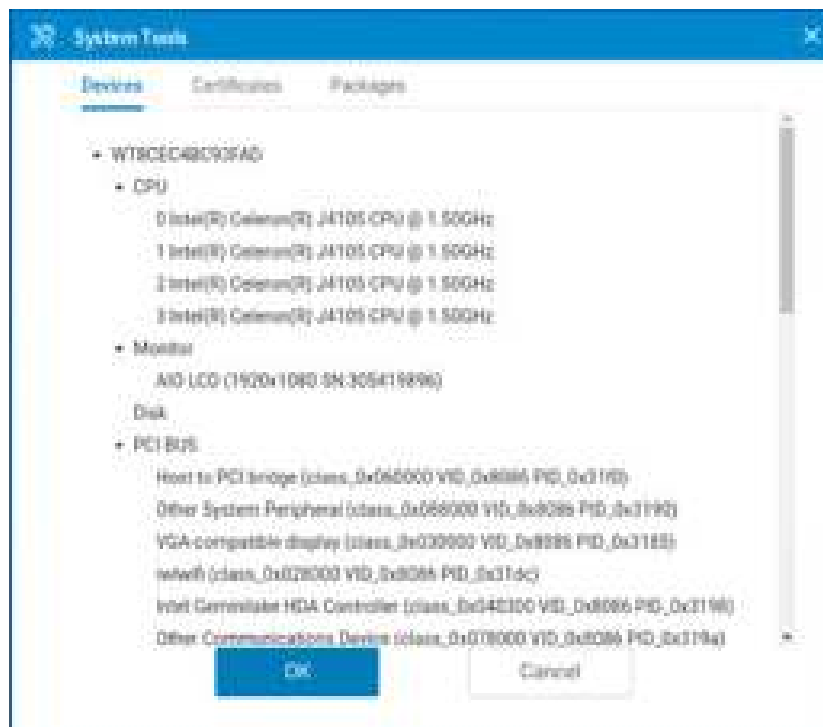 System Tools
Devices Certificates Packages
CPU
0 Intel(R) Celeron(R) J4105 CPU @ 1.50GHz
1 Intel(R) Celeron(R) J4105 CPU @ 1.50GHz
2 Intel(R) Celeron(R) J4105 CPU @ 1.50GHz
3 Intel(R) Celeron(R) J4105 CPU @ 1.50GHz
Monitor
AIO LCD (1920x1080 SN:305419896)
Disk
PCI BUS
Host to PCI bridge (class_0x060000 VID_0x8086 PID_0x31f0)
Other System Peripheral (class_0x088000 VID_0x8086 PID_0x3190)
VGA compatible display (class_0x030000 VID_0x8086 PID_0x3185)
iwlwifi (class_0x028000 VID_0x8086 PID_0x31dc)
Intel Geminilake HDA Controller (class_0x040300 VID_0x8086 PID_0x3198)
Other Communications Device (class_0x078000 VID_0x8086 PID_0x319a)
OK Cancel